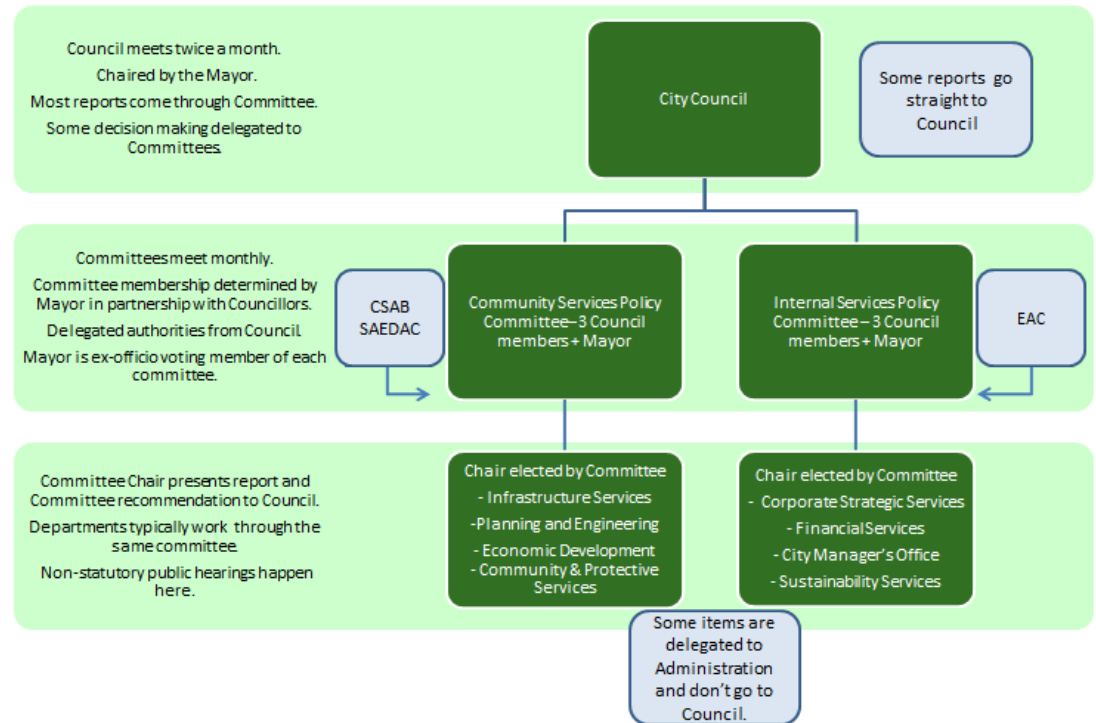 Council meets twice a month.
Chaired by the Mayor.
Most reports come through Committee.
Some decision making delegated to
Committees.
City Council
Some reports go
straight to
Council
Committees meet monthly.
Committee membership determined by
Mayor in partnership with Councillors.
Delegated authorities from Council.
Mayor is ex-officio voting member of each
committee.
CSAB
SAEDAC
Community Services Policy
Committee – 3 Council
members + Mayor
Internal Services Policy
Committee – 3 Council
members + Mayor
EAC
Committee Chair presents report and
Committee recommendation to Council.
Departments typically work through the
same committee.
Non-statutory public hearings happen
here.
Chair elected by Committee
- Infrastructure Services
-Planning and Engineering
- Economic Development
- Community & Protective
Services
Chair elected by Committee
- Corporate Strategic Services
- Financial Services
- City Manager's Office
- Sustainability Services
Some items are
delegated to
Administration
and don't go to
Council.